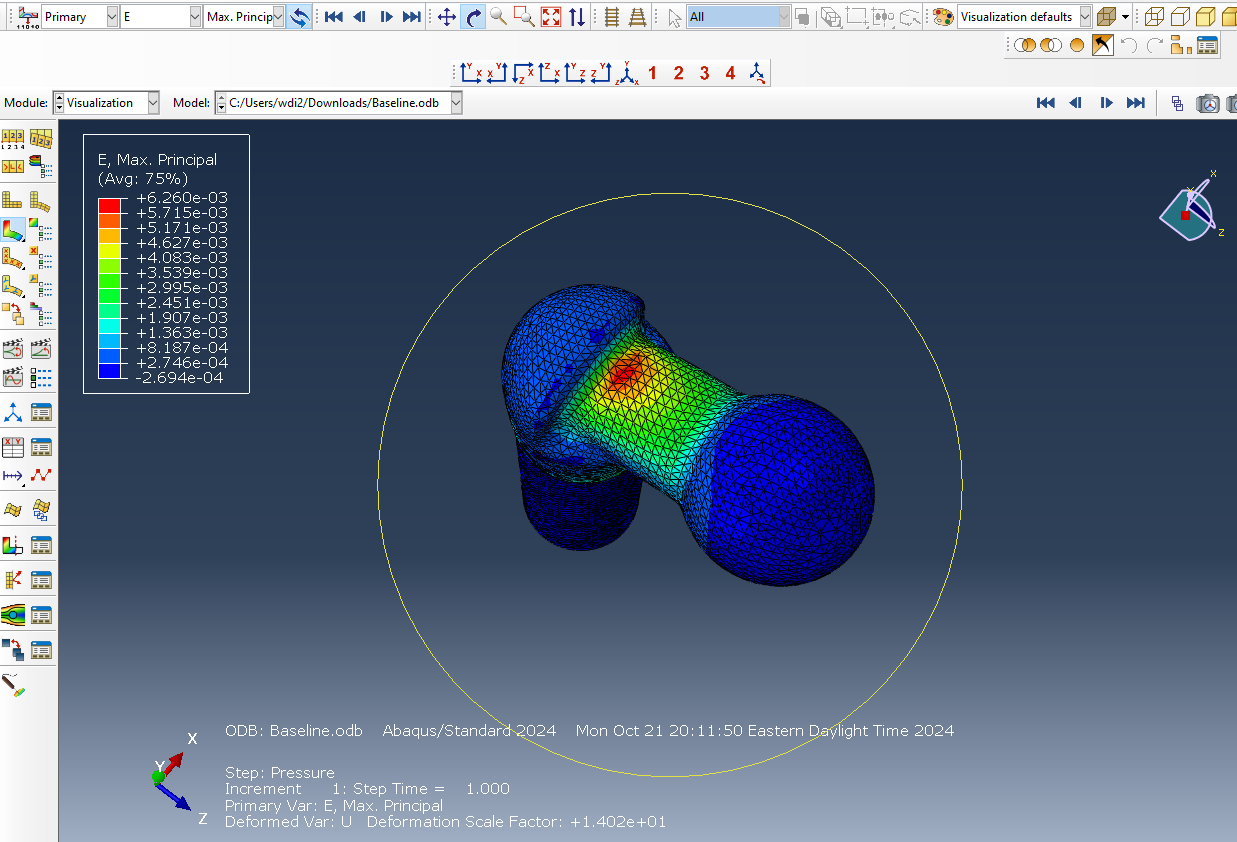 Primary E Max. Princip All Visualization defaults
1 2 3 4
Module: Visualization Model: C:/Users/wdi2/Downloads/Baseline.odb
E, Max. Principal
(Avg: 75%)
+6.260e-03
+5.715e-03
+5.171e-03
+4.627e-03
+4.083e-03
+3.539e-03
+2.995e-03
+2.451e-03
+1.907e-03
+1.363e-03
+8.187e-04
+2.746e-04
-2.694e-04
X
Z
X
Y
Z
ODB: Baseline.odb Abaqus/Standard 2024 Mon Oct 21 20:11:50 Eastern Daylight Time 2024
Step: Pressure
Increment 1: Step Time = 1.000
Primary Var: E, Max. Principal
Deformed Var: U Deformation Scale Factor: +1.402e+01